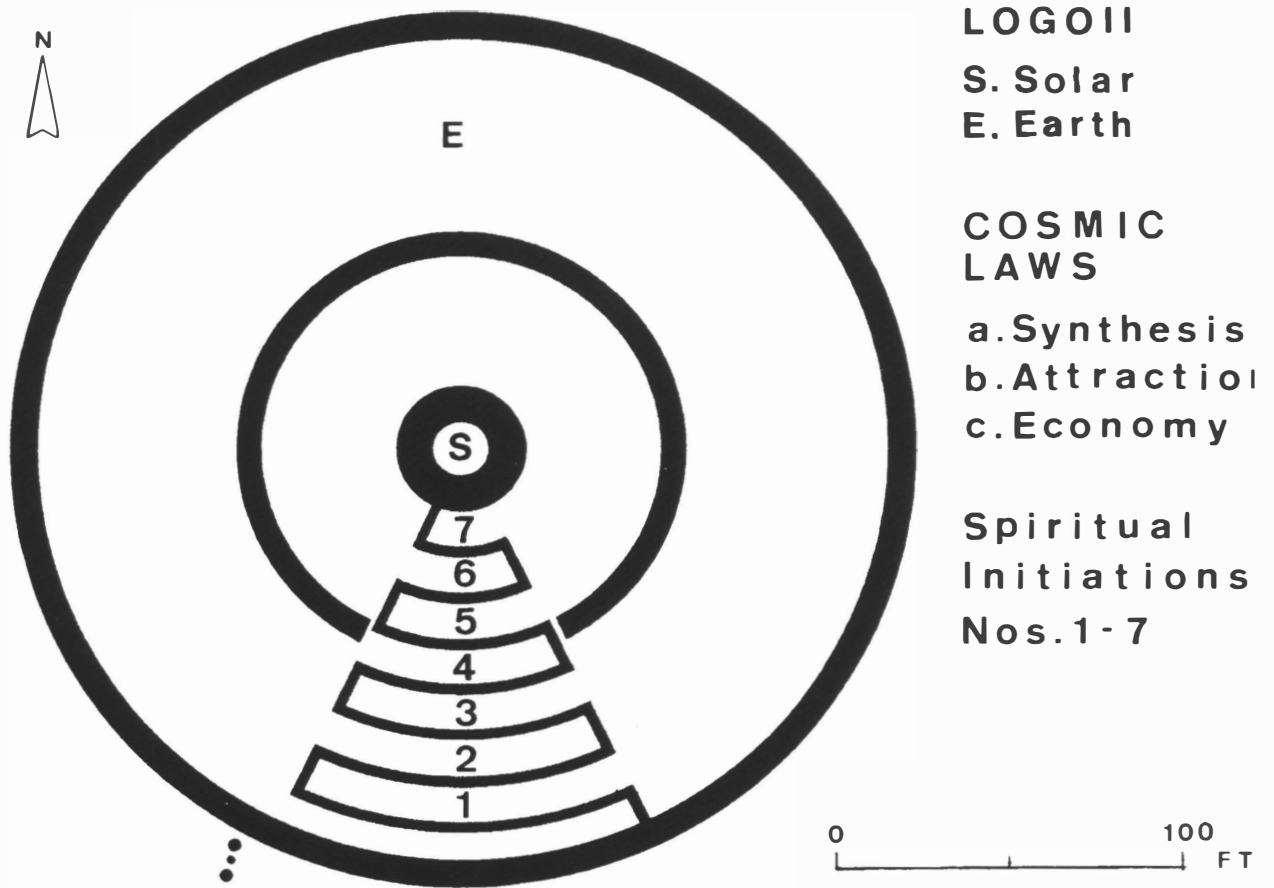 N
E
S
7
6
5
4
3
2
1
LOGOII
S. Solar
E. Earth
COSMIC
LAWS
a. Synthesis
b. Attractio
c. Economy
Spiritual
Initiations
Nos. 1-7
0 100
FT